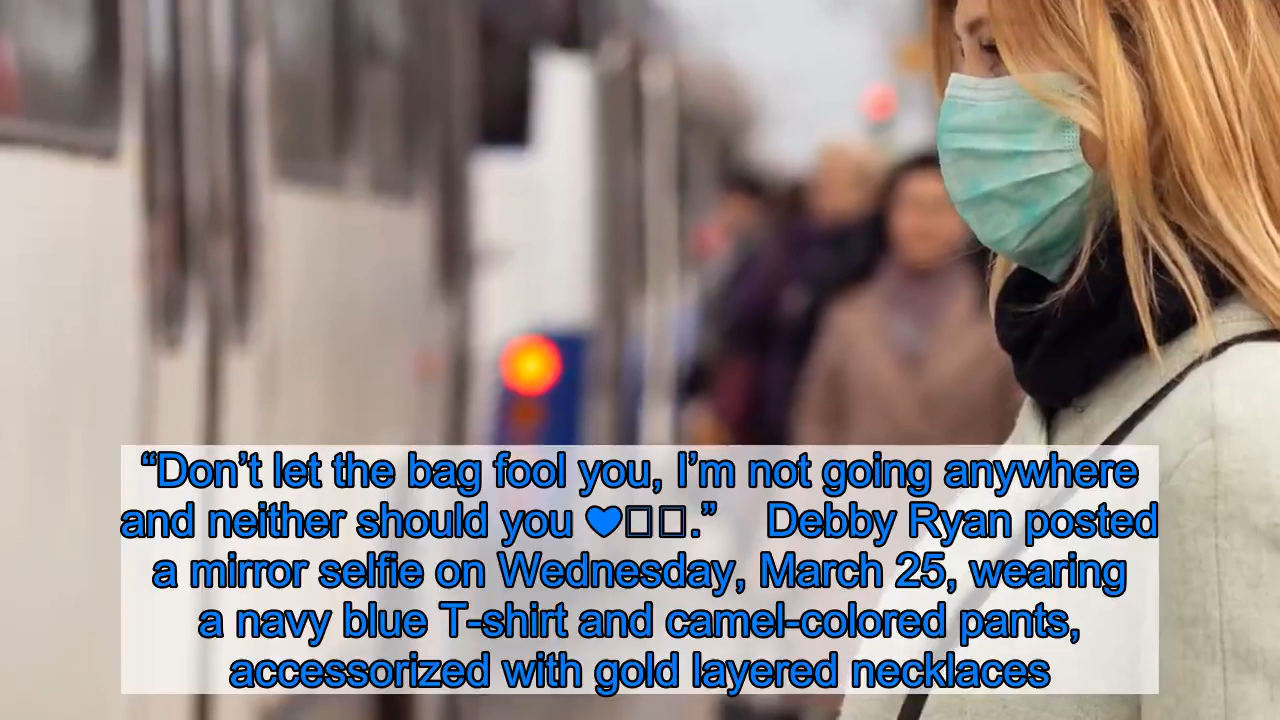 “Don’t let the bag fool you, I’m not going anywhere
and neither should you ♥□□.” Debby Ryan posted
a mirror selfie on Wednesday, March 25, wearing
a navy blue T-shirt and camel-colored pants,
accessorized with gold layered necklaces